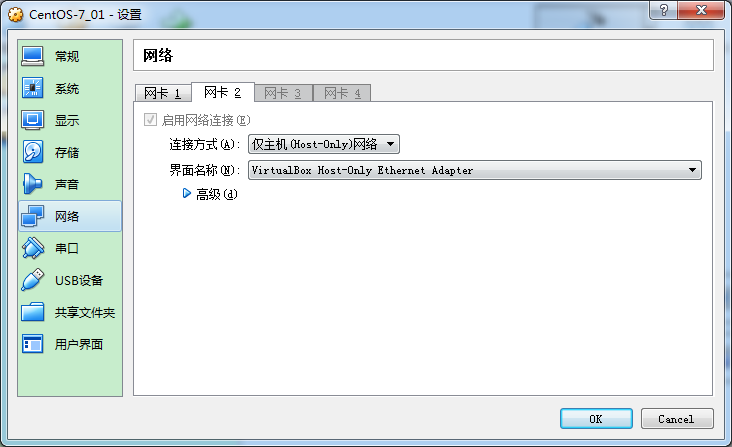 CentOS-7_01 - 设置
常规
系统
显示
存储
声音
网络
串口
USB设备
共享文件夹
用户界面
网络
网卡 1 网卡 2 网卡 3 网卡 4
启用网络连接(E)
连接方式(A): 仅主机(Host-Only)网络
界面名称(N): VirtualBox Host-Only Ethernet Adapter
高级(d)
OK Cancel